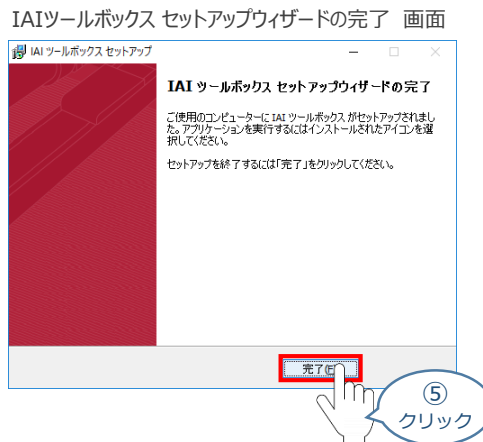 IAIツールボックス セットアップウィザードの完了 画面
IAI ツールボックス セットアップ
IAI ツールボックス セットアップウィザードの完了
ご使用のコンピューターに IAI ツールボックス がセットアップされまし
た。アプリケーションを実行するにはインストールされたアイコンを選
択してください。
セットアップを終了するには「完了」をクリックしてください。
完了(F)
⑤
クリック